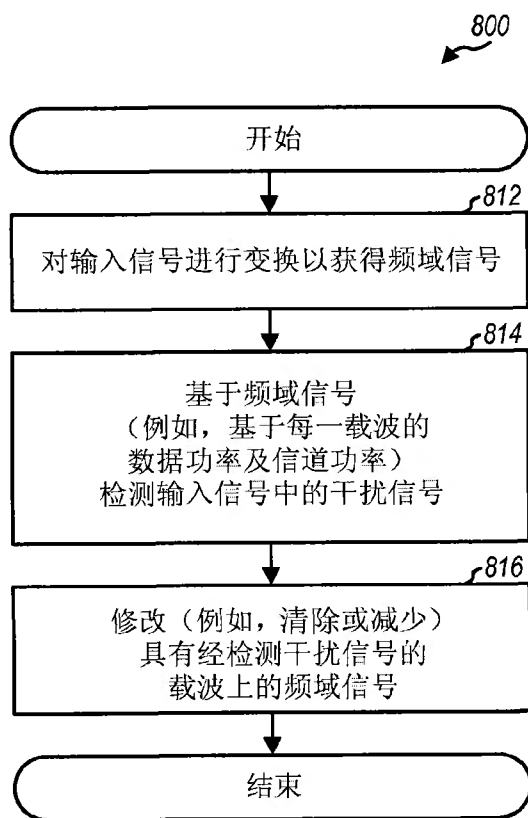 800
开始
812
对输入信号进行变换以获得频域信号
814
基于频域信号
（例如，基于每一载波的
数据功率及信道功率）
检测输入信号中的干扰信号
816
修改（例如，清除或减少）
具有经检测干扰信号的
载波上的频域信号
结束